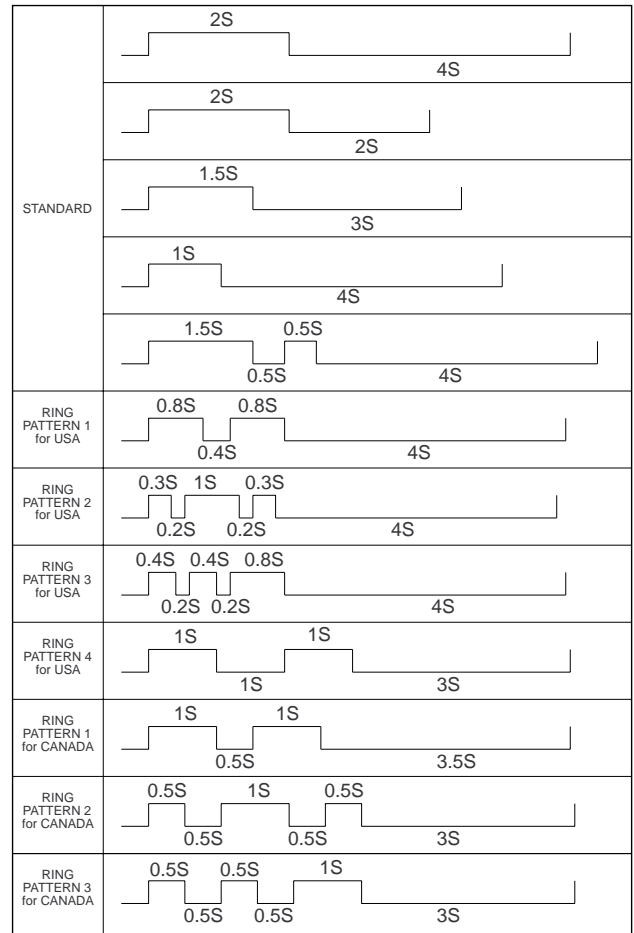 2S
4S
2S
2S
1.5S
STANDARD
3S
1S
4S
1.5S 0.5S
0.5S 4S
RING
PATTERN 1
for USA
0.8S 0.8S
0.4S 4S
RING
PATTERN 2
for USA
0.3S 1S 0.3S
0.2S 0.2S 4S
RING
PATTERN 3
for USA
0.4S 0.4S 0.8S
0.2S 0.2S 4S
RING
PATTERN 4
for USA
1S 1S
1S 3S
RING
PATTERN 1
for CANADA
1S 1S
0.5S 3.5S
RING
PATTERN 2
for CANADA
0.5S 1S 0.5S
0.5S 0.5S 3S
RING
PATTERN 3
for CANADA
0.5S 0.5S 1S
0.5S 0.5S 3S